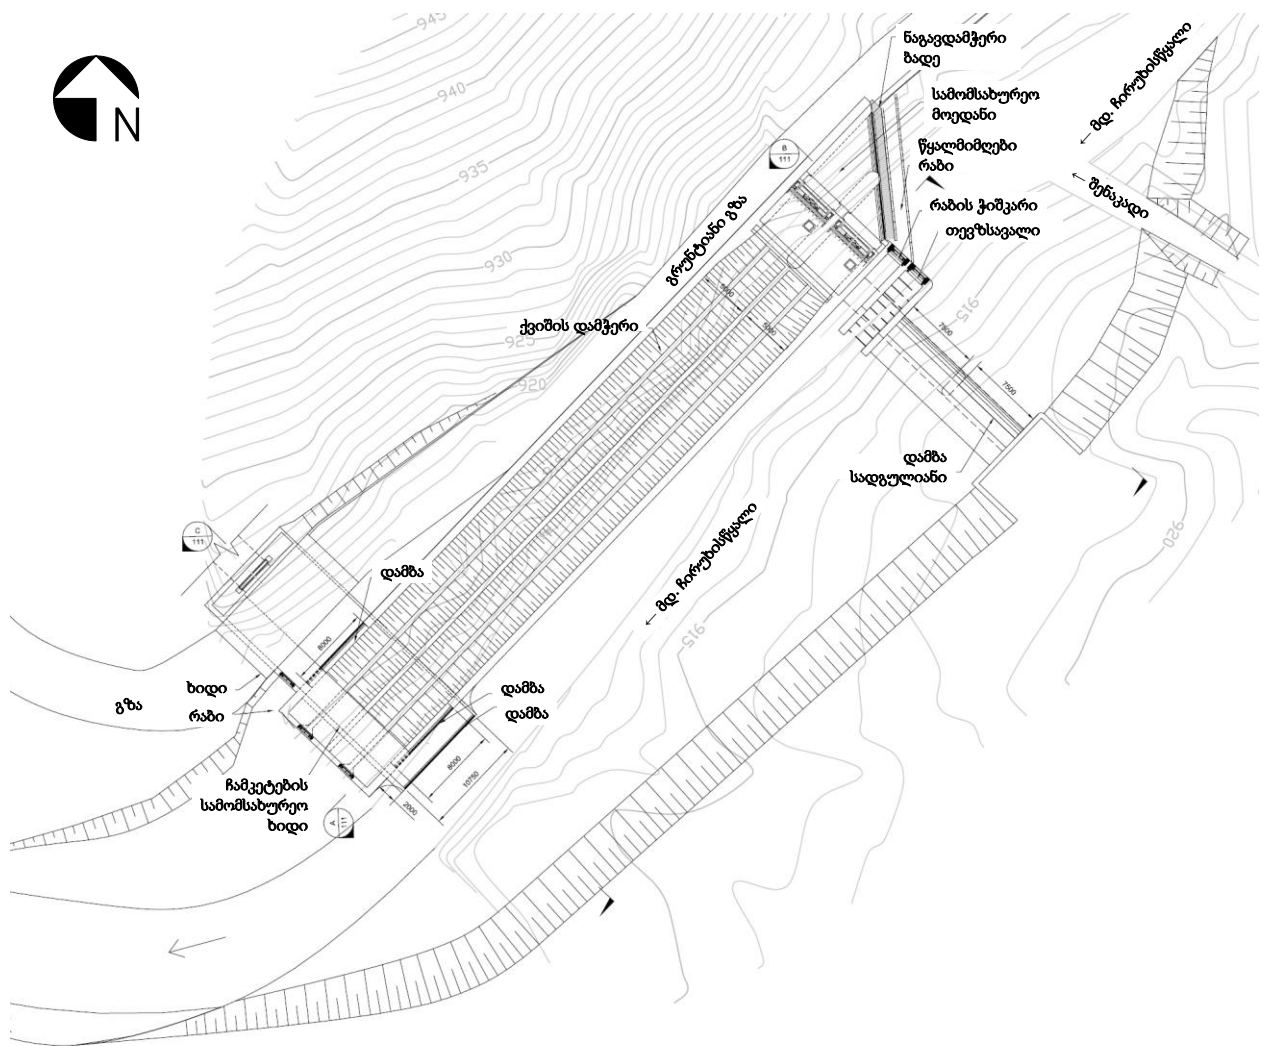 945
940
935
930
925
920
N
ნაგავდამჭერი
ბადე
სამომსახურეო
მოედანი
წყალმიმღები
რაბი
რაბის ჭიშკარი
თევზსავალი
← მდ. ჩირუხისწყალი
← შენაკადი
B
111
გრუნტიანი გზა
ქვიშის დამჭერი
915
7500
7500
დამბა
სადგულიანი
920
← მდ. ჩირუხისწყალი
915
C
111
დამბა
8000
ხიდი
რაბი
გზა
დამბა
დამბა
8000
10750
2000
ჩამკეტების
სამომსახურეო
ხიდი
A
111